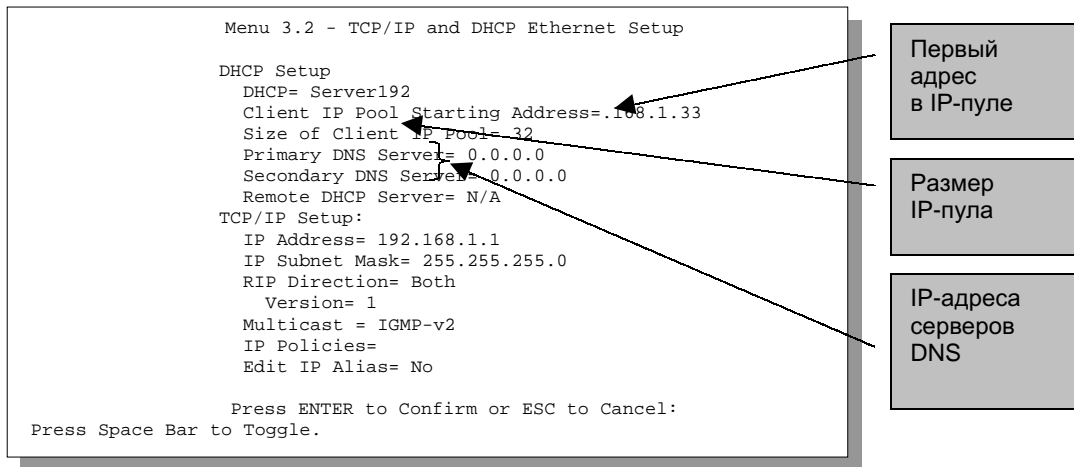 Menu 3.2 - TCP/IP and DHCP Ethernet Setup
DHCP Setup
DHCP= Server192
Client IP Pool Starting Address=.168.1.33
Size of Client IP Pool= 32
Primary DNS Server= 0.0.0.0
Secondary DNS Server= 0.0.0.0
Remote DHCP Server= N/A
TCP/IP Setup:
IP Address= 192.168.1.1
IP Subnet Mask= 255.255.255.0
RIP Direction= Both
Version= 1
Multicast = IGMP-v2
IP Policies=
Edit IP Alias= No
Press ENTER to Confirm or ESC to Cancel:
Press Space Bar to Toggle.
Первый
адрес
в IP-пуле
Размер
IP-пула
IP-адреса
серверов
DNS